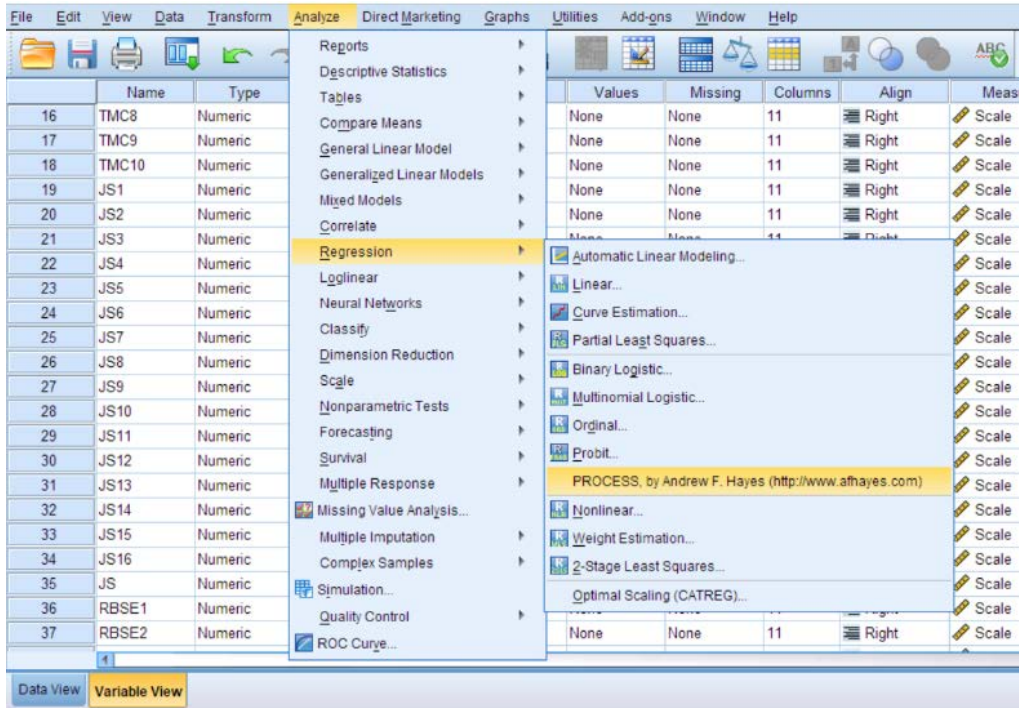 File Edit View Data Transform Analyze Direct Marketing Graphs Utilities Add-ons Window Help
Name Type Values Missing Columns Align Meas
16 TMC8 Numeric None None 11 Right Scale
17 TMC9 Numeric None None 11 Right Scale
18 TMC10 Numeric None None 11 Right Scale
19 JS1 Numeric None None 11 Right Scale
20 JS2 Numeric None None 11 Right Scale
21 JS3 Numeric None None 11 Right Scale
22 JS4 Numeric Scale
23 JS5 Numeric Scale
24 JS6 Numeric Scale
25 JS7 Numeric Scale
26 JS8 Numeric Scale
27 JS9 Numeric Scale
28 JS10 Numeric Scale
29 JS11 Numeric Scale
30 JS12 Numeric Scale
31 JS13 Numeric Scale
32 JS14 Numeric Scale
33 JS15 Numeric Scale
34 JS16 Numeric Scale
35 JS Numeric Scale
36 RBSE1 Numeric Scale
37 RBSE2 Numeric None None 11 Right Scale
Reports
Descriptive Statistics
Tables
Compare Means
General Linear Model
Generalized Linear Models
Mixed Models
Correlate
Regression
Loglinear
Neural Networks
Classify
Dimension Reduction
Scale
Nonparametric Tests
Forecasting
Survival
Multiple Response
Missing Value Analysis...
Multiple Imputation
Complex Samples
Simulation...
Quality Control
ROC Curve...
Automatic Linear Modeling...
Linear...
Curve Estimation...
Partial Least Squares...
Binary Logistic...
Multinomial Logistic...
Ordinal...
Probit...
PROCESS, by Andrew F. Hayes (http://www.afhayes.com)
Nonlinear...
Weight Estimation...
2-Stage Least Squares...
Optimal Scaling (CATREG)...
Data View Variable View